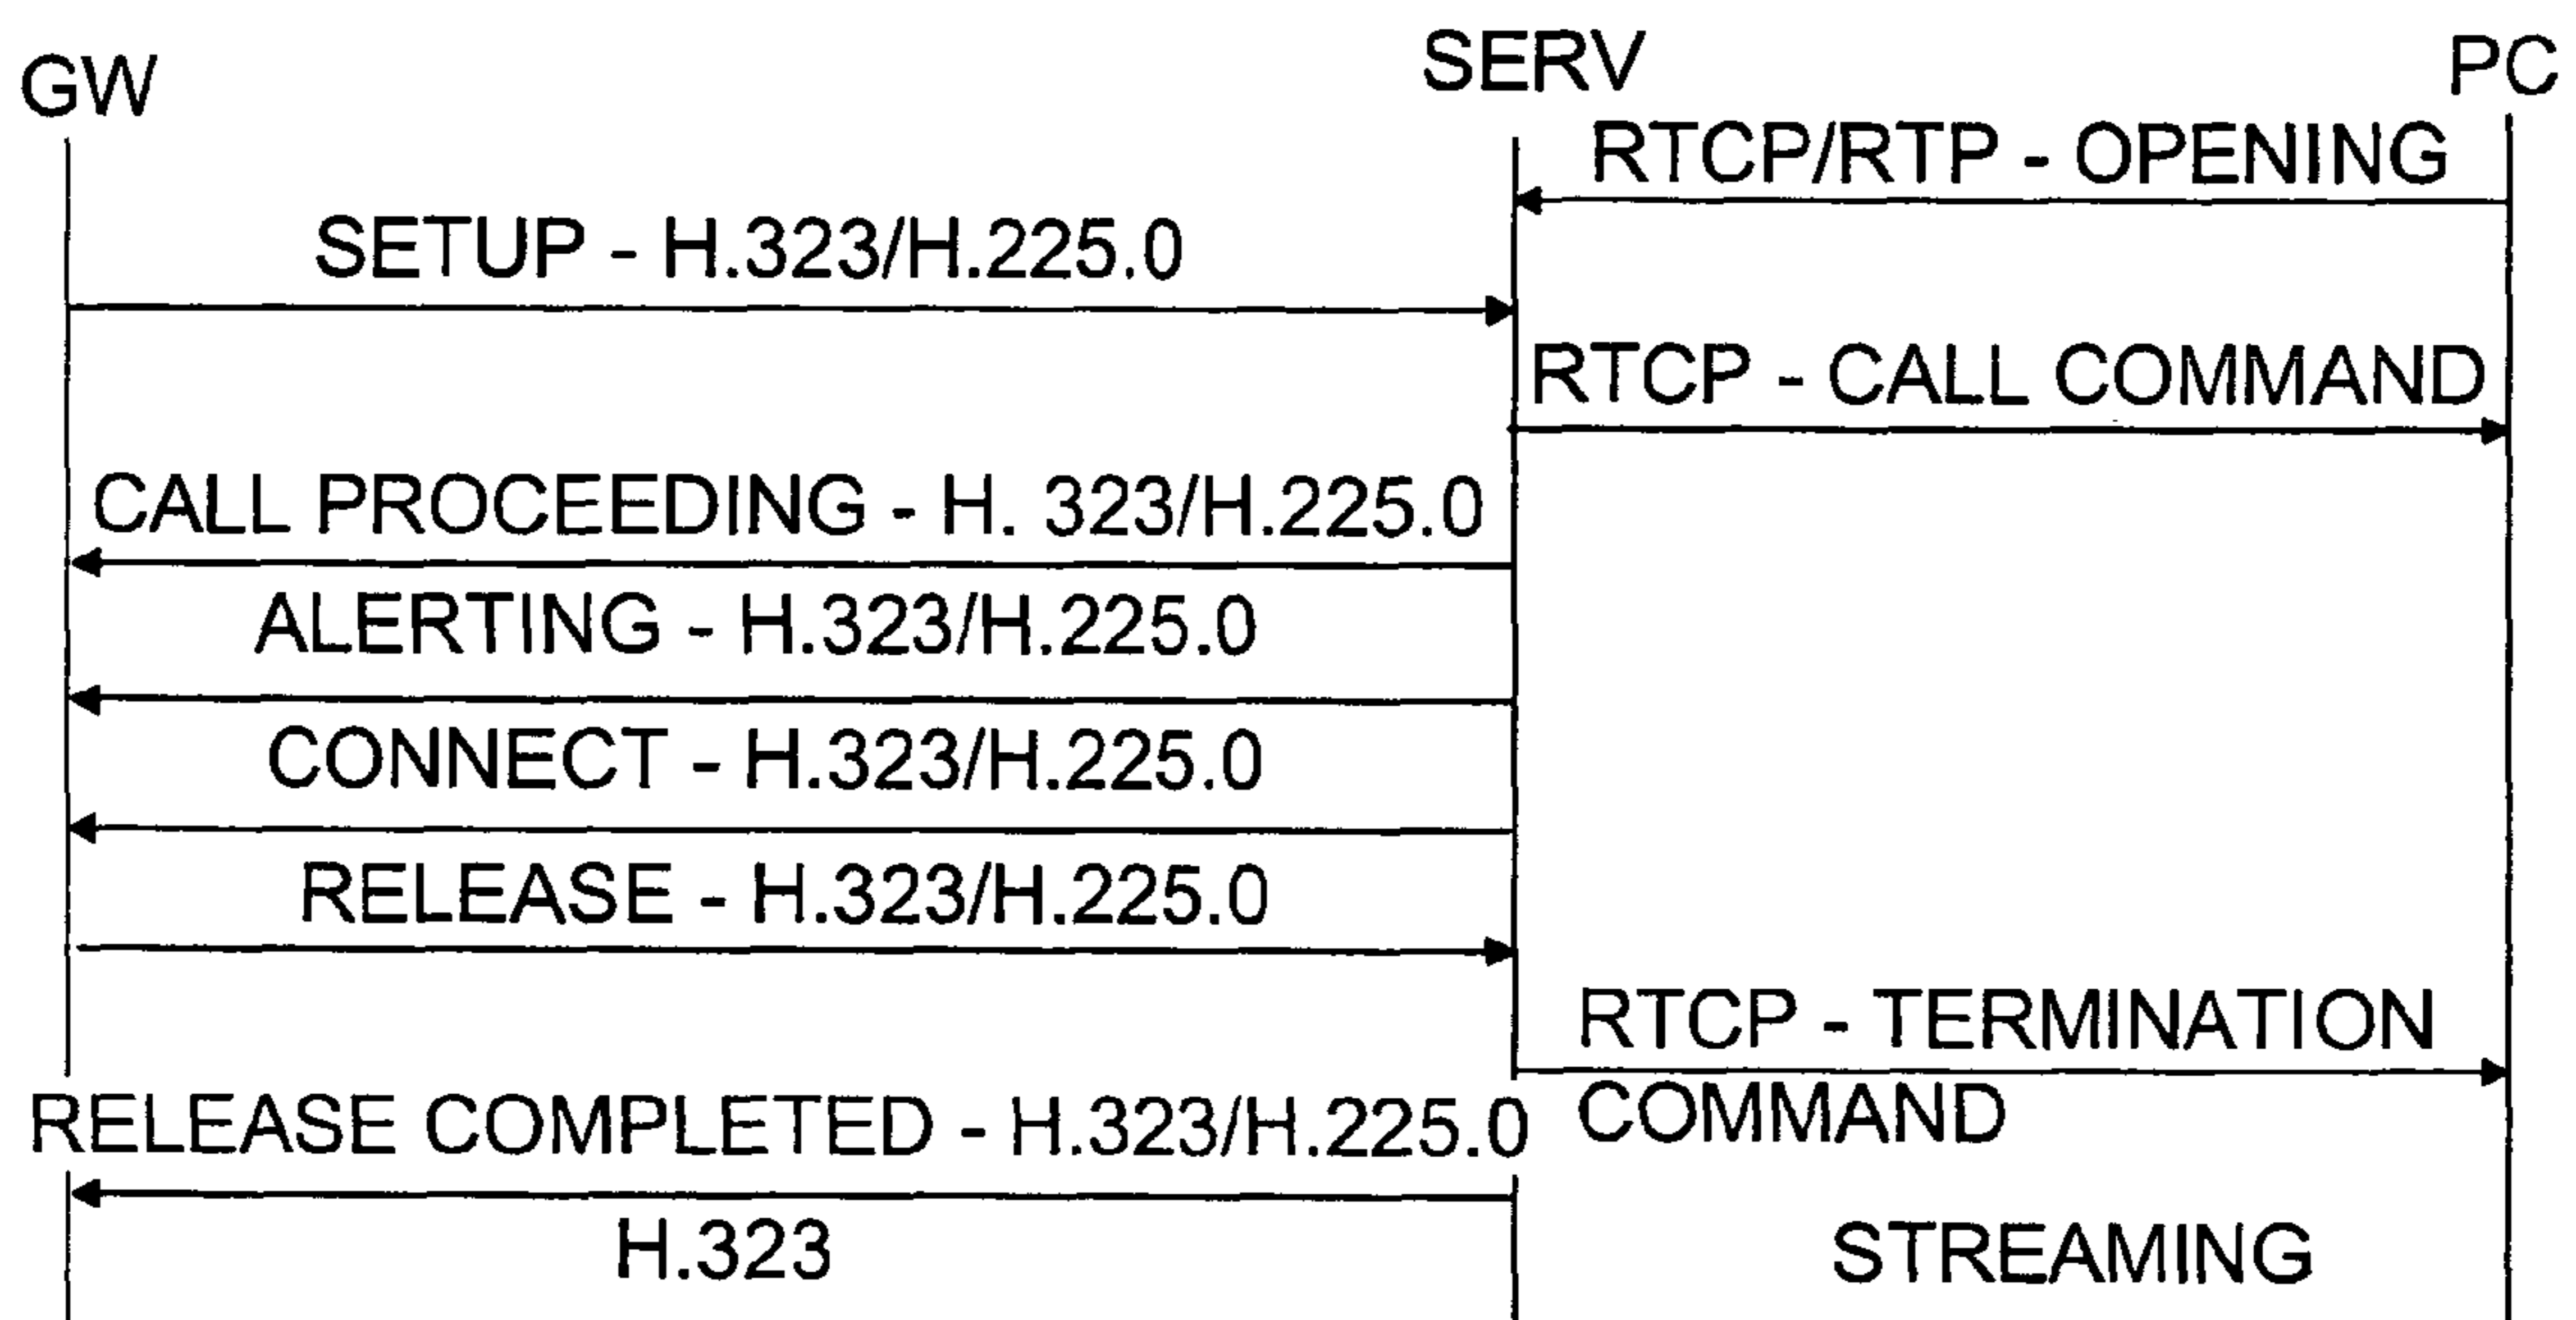 GW
SERV
PC
RTCP/RTP - OPENING
SETUP - H.323/H.225.0
RTCP - CALL COMMAND
CALL PROCEEDING - H. 323/H.225.0
ALERTING - H.323/H.225.0
CONNECT - H.323/H.225.0
RELEASE - H.323/H.225.0
RTCP - TERMINATION
COMMAND
RELEASE COMPLETED - H.323/H.225.0
H.323
STREAMING